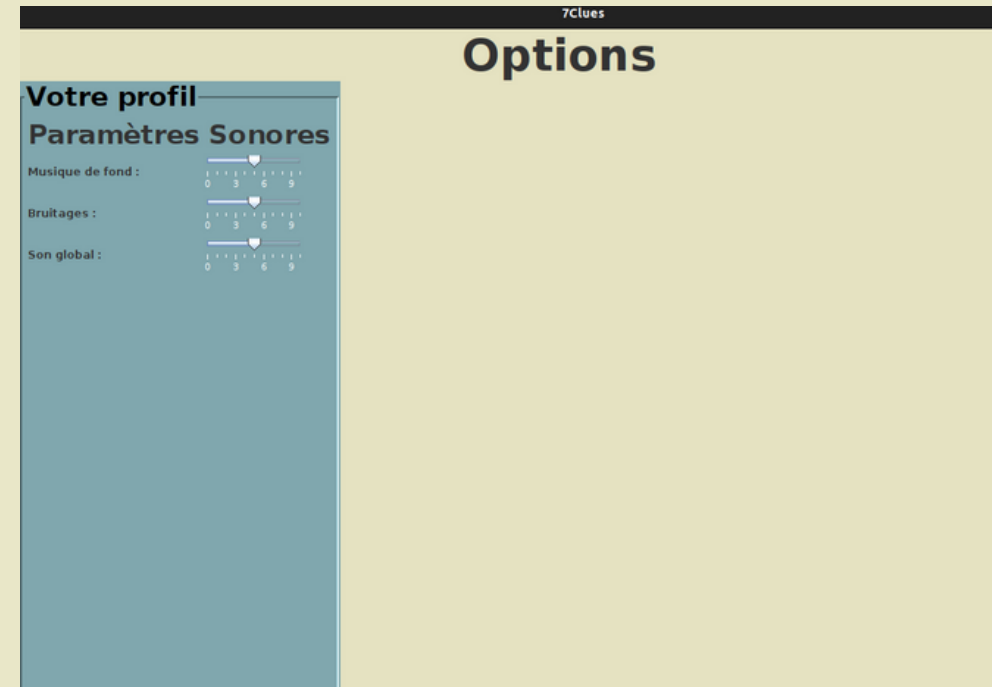 7Clues
Options
Votre profil
Paramètres Sonores
Musique de fond :
0 3 6 9
Bruitages :
0 3 6 9
Son global :
0 3 6 9